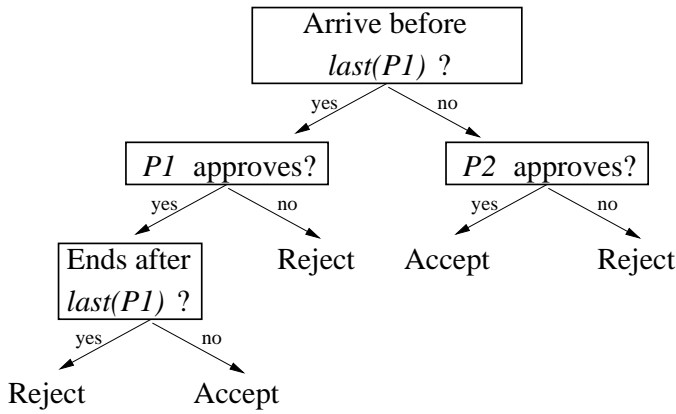 Arrive before
last(P1) ?
yes
no
P1 approves?
P2 approves?
yes
no
yes
no
Ends after
last(P1) ?
Reject
Accept
Reject
yes
no
Reject
Accept